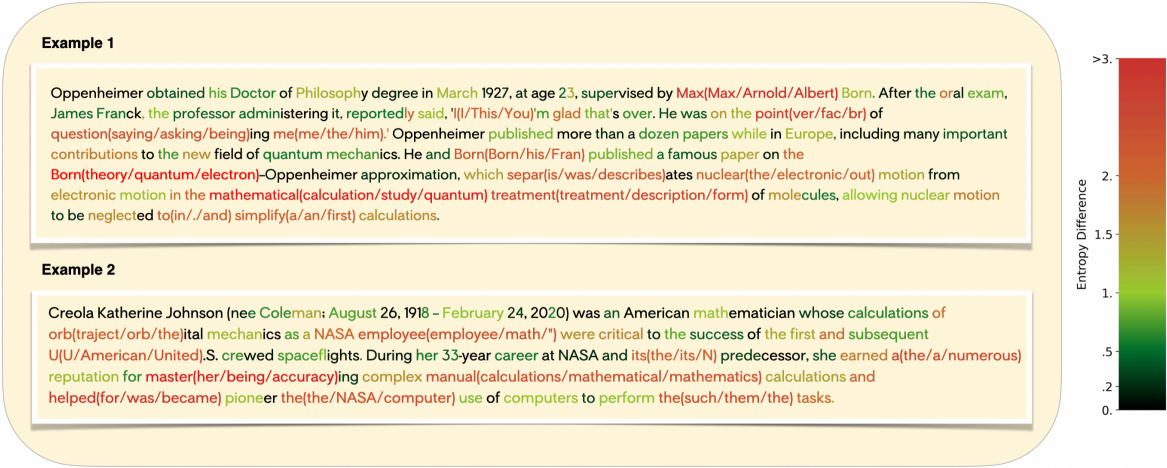 Example 1
Oppenheimer obtained his Doctor of Philosophy degree in March 1927, at age 23, supervised by Max(Max/Arnold/Albert) Born. After the oral exam,
James Franck, the professor administering it, reportedly said, 'I(I/This/You)'m glad that's over. He was on the point(ver/fac/br) of
question(saying/asking/being)ing me(me/the/him).' Oppenheimer published more than a dozen papers while in Europe, including many important
contributions to the new field of quantum mechanics. He and Born(Born/his/Fran) published a famous paper on the
Born(theory/quantum/electron)–Oppenheimer approximation, which separ(is/was/describes)ates nuclear(the/electronic/out) motion from
electronic motion in the mathematical(calculation/study/quantum) treatment(treatment/description/form) of molecules, allowing nuclear motion
to be neglected to(in/./and) simplify(a/an/first) calculations.
Example 2
Creola Katherine Johnson (nee Coleman; August 26, 1918 – February 24, 2020) was an American mathematician whose calculations of
orb(traject/orb/the)ital mechanics as a NASA employee(employee/math/") were critical to the success of the first and subsequent
U(U/American/United).S. crewed spaceflights. During her 33-year career at NASA and its(the/its/N) predecessor, she earned a(the/a/numerous)
reputation for master(her/being/accuracy)ing complex manual(calculations/mathematical/mathematics) calculations and
helped(for/was/became) pioneer the(the/NASA/computer) use of computers to perform the(such/them/the) tasks.
Entropy Difference
>3.
2.
1.5
1.
.5
.2
0.